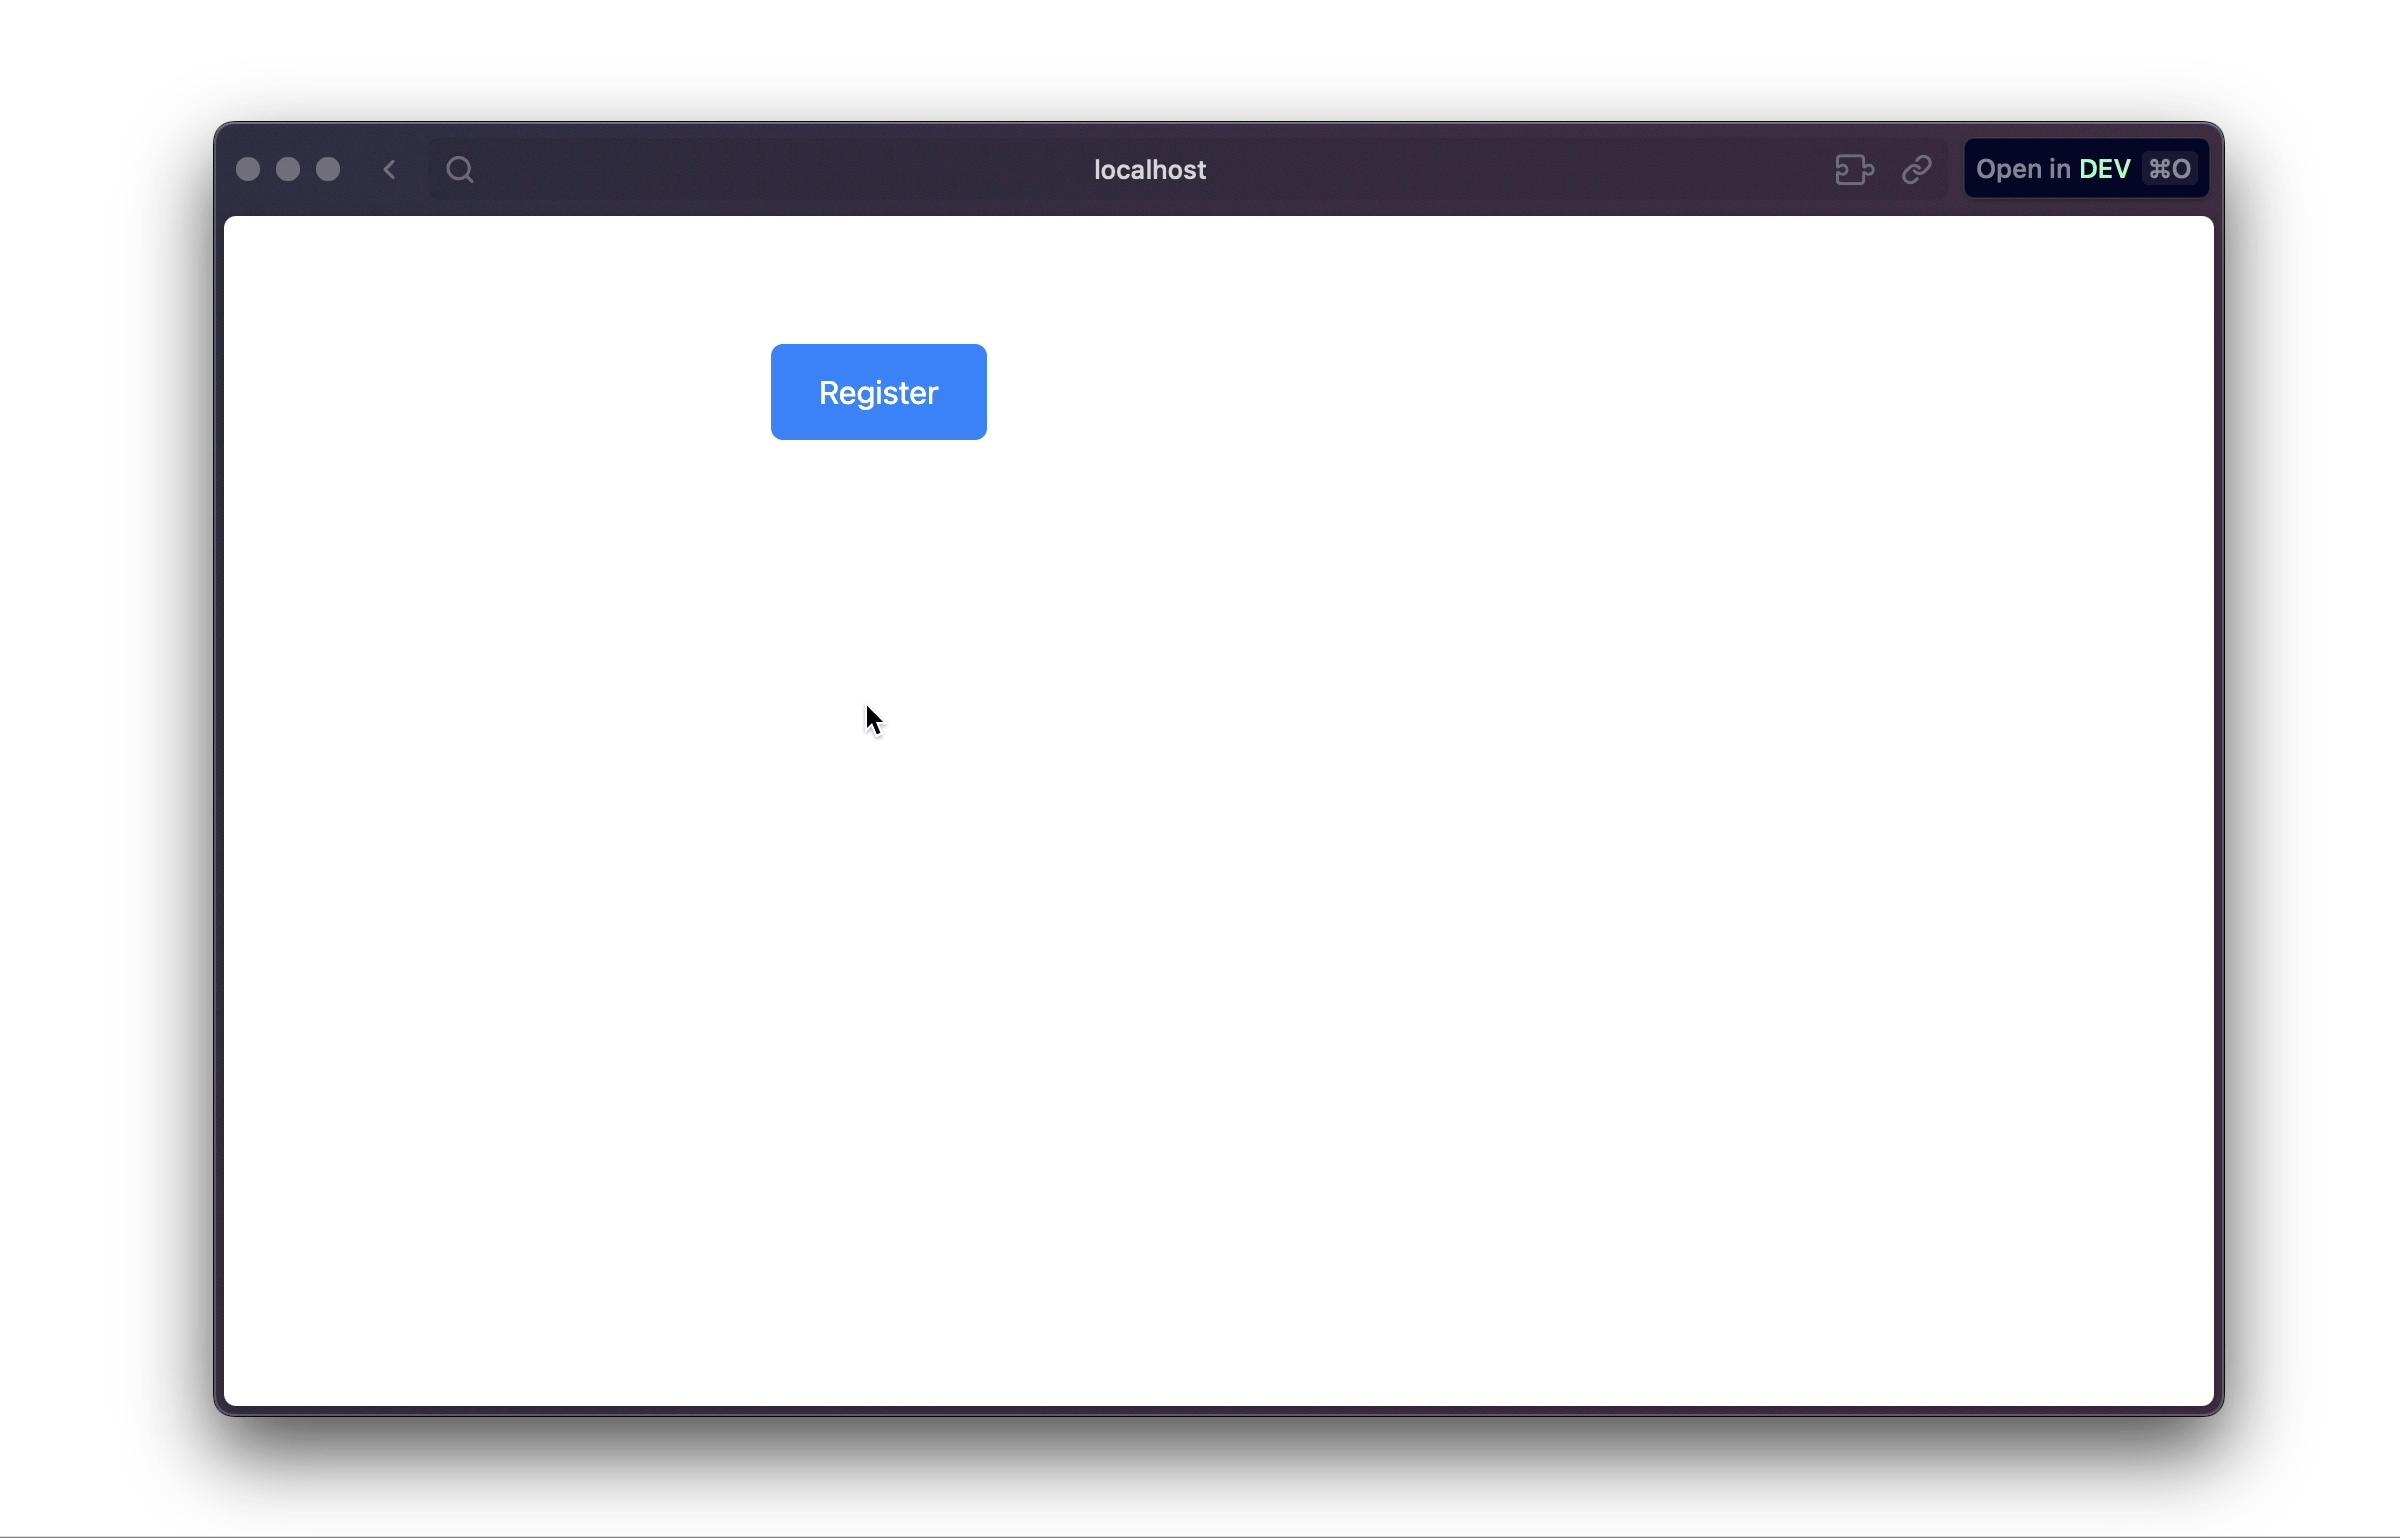 localhost
Open in DEV ⌘O
Register